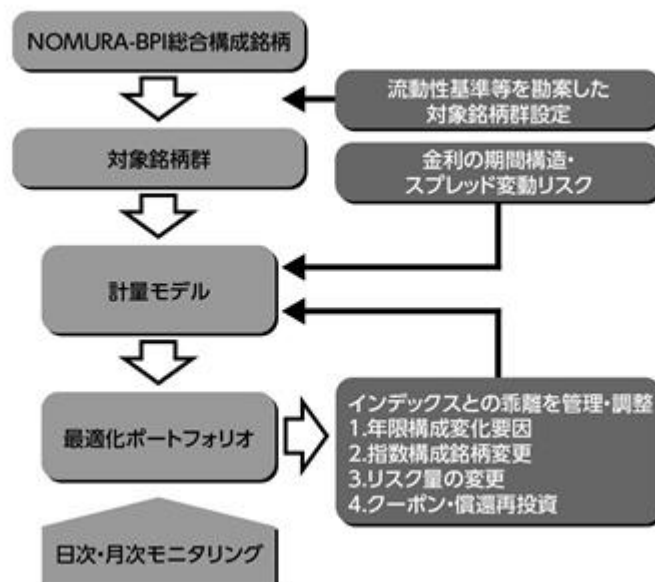 NOMURA-BPI総合構成銘柄
流動性基準等を勘案した
対象銘柄群設定
対象銘柄群
金利の期間構造・
スプレッド変動リスク
計量モデル
最適化ポートフォリオ
インデックスとの乖離を管理・調整
1.年限構成変化要因
2.指数構成銘柄変更
3.リスク量の変更
4.クーポン・償還再投資
日次・月次モニタリング